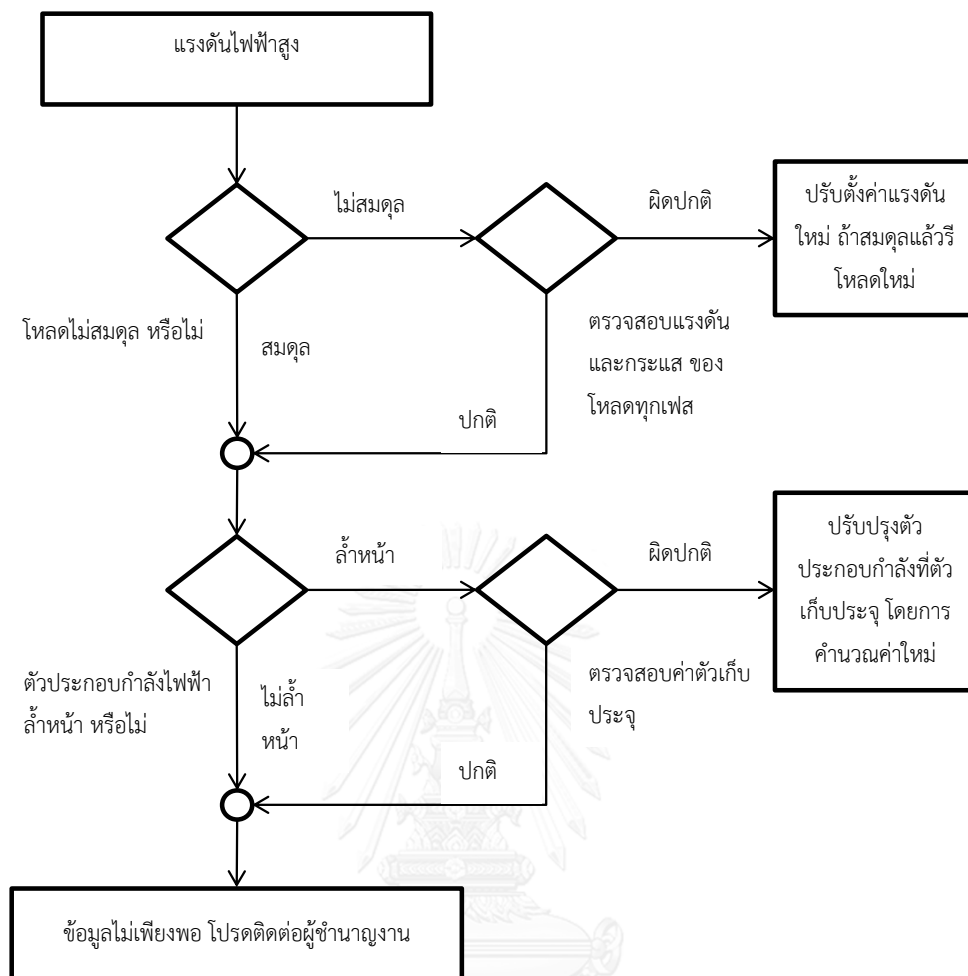 แรงดันไฟฟ้าสูง
ไม่สมดุล
ผิดปกติ
ปรับตั้งค่าแรงดัน
ใหม่ ถ้าสมดุลแล้วรี
โหลดใหม่
โหลดไม่สมดุล หรือไม่
สมดุล
ตรวจสอบแรงดัน
และกระแส ของ
โหลดทุกเฟส
ปกติ
ล้ำหน้า
ผิดปกติ
ปรับปรุงตัว
ประกอบกำลังที่ตัว
เก็บประจุ โดยการ
คำนวณค่าใหม่
ตัวประกอบกำลังไฟฟ้า
ล้ำหน้า หรือไม่
ไม่ล้ำ
หน้า
ตรวจสอบค่าตัวเก็บ
ประจุ
ปกติ
ข้อมูลไม่เพียงพอ โปรดติดต่อผู้ชำนาญงาน